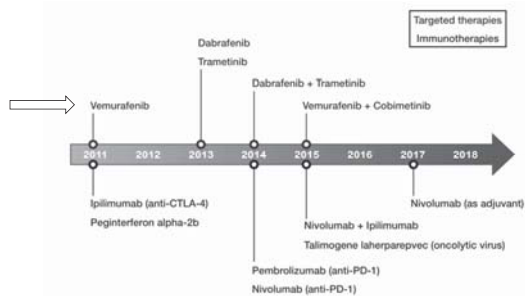 Targeted therapies
Immunotherapies
Dabrafenib
Trametinib
Dabrafenib + Trametinib
Vemurafenib
Vemurafenib + Cobimetinib
2011 2012 2013 2014 2015 2016 2017 2018
Ipilimumab (anti-CTLA-4)
Peginterferon alpha-2b
Nivolumab (as adjuvant)
Nivolumab + Ipilimumab
Talimogene laherparepvec (oncolytic virus)
Pembrolizumab (anti-PD-1)
Nivolumab (anti-PD-1)